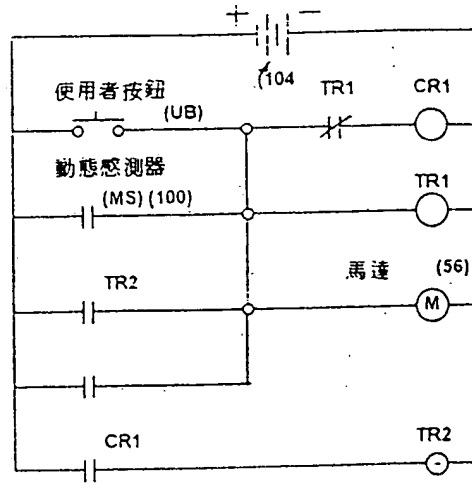 + −
(104
使用者按鈕
(UB)
TR1
CR1
動態感測器
(MS) (100)
TR1
TR2
馬達
(56)
M
CR1
TR2
-